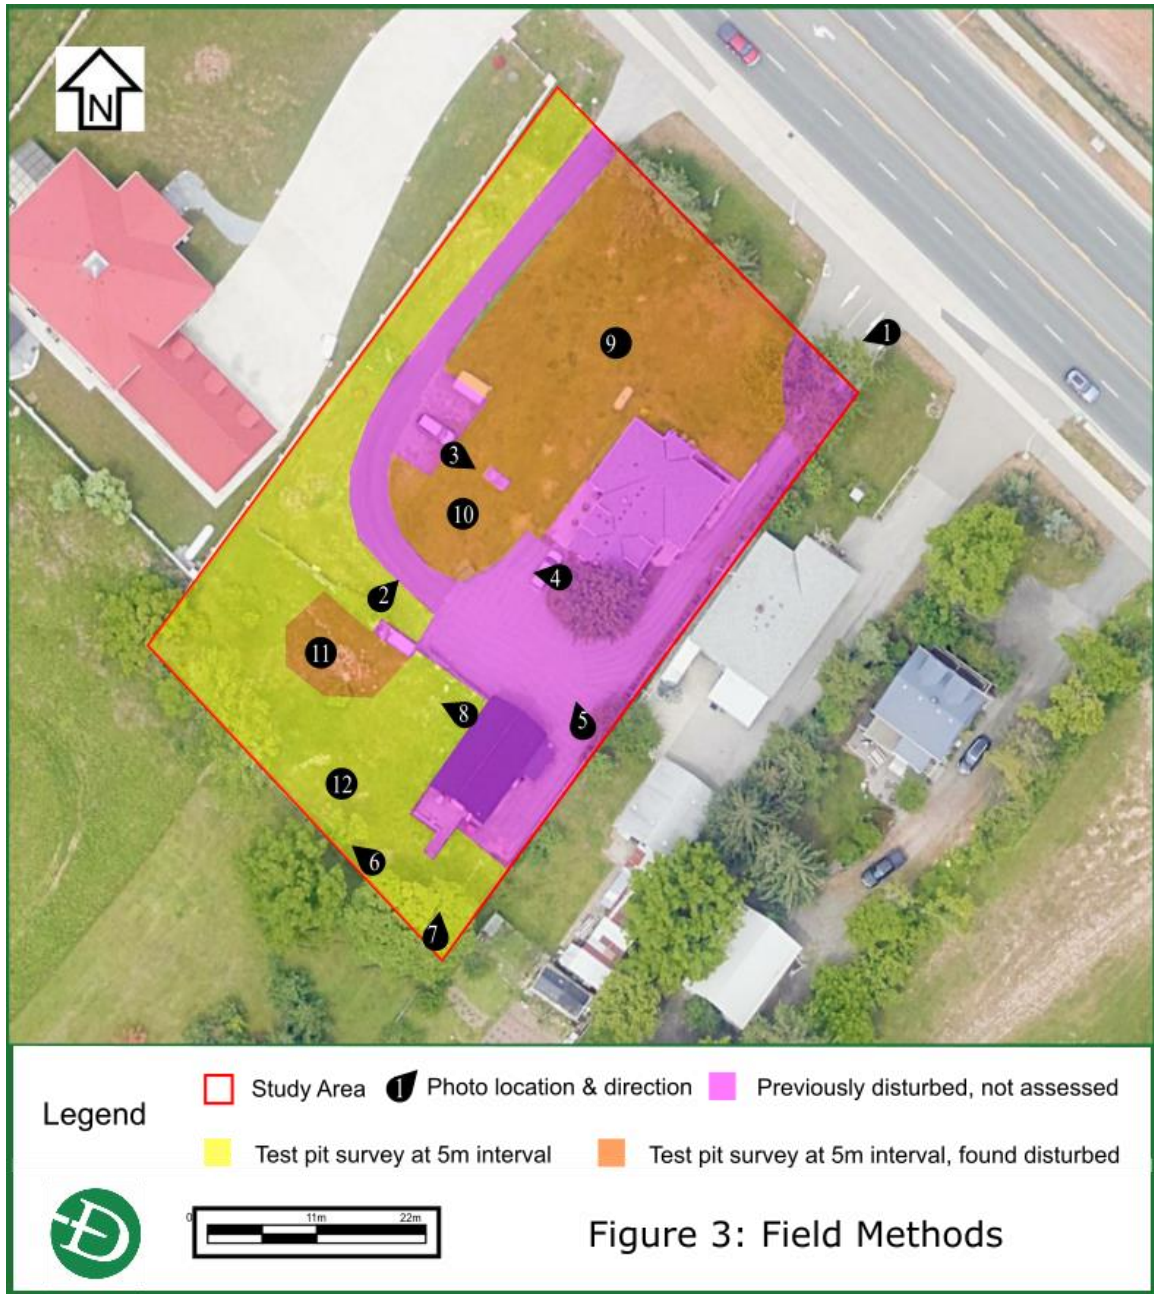 N
1
9
3
10
2
4
11
8
5
12
6
7
Legend
Study Area
1
Photo location & direction
Previously disturbed, not assessed
Test pit survey at 5m interval
Test pit survey at 5m interval, found disturbed
0 11m 22m
Figure 3: Field Methods